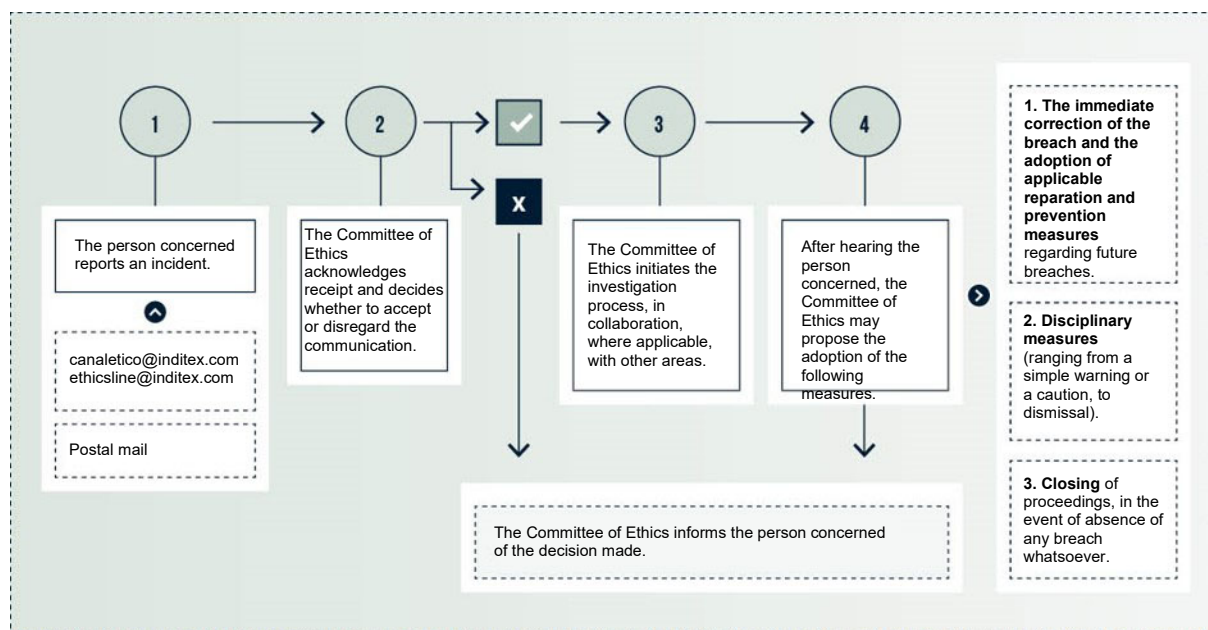 1
2
3
4
The person concerned
reports an incident.
canaletico@inditex.com
ethicsline@inditex.com
Postal mail
The Committee of
Ethics
acknowledges
receipt and decides
whether to accept
or disregard the
communication.
X
The Committee of
Ethics initiates the
investigation
process, in
collaboration,
where applicable,
with other areas.
After hearing the
person
concerned, the
Committee of
Ethics may
propose the
adoption of the
following
measures.
1. The immediate
correction of the
breach and the
adoption of
applicable
reparation and
prevention
measures
regarding future
breaches.
2. Disciplinary
measures
(ranging from a
simple warning or
a caution, to
dismissal).
3. Closing of
proceedings, in the
event of absence of
any breach
whatsoever.
The Committee of Ethics informs the person concerned
of the decision made.